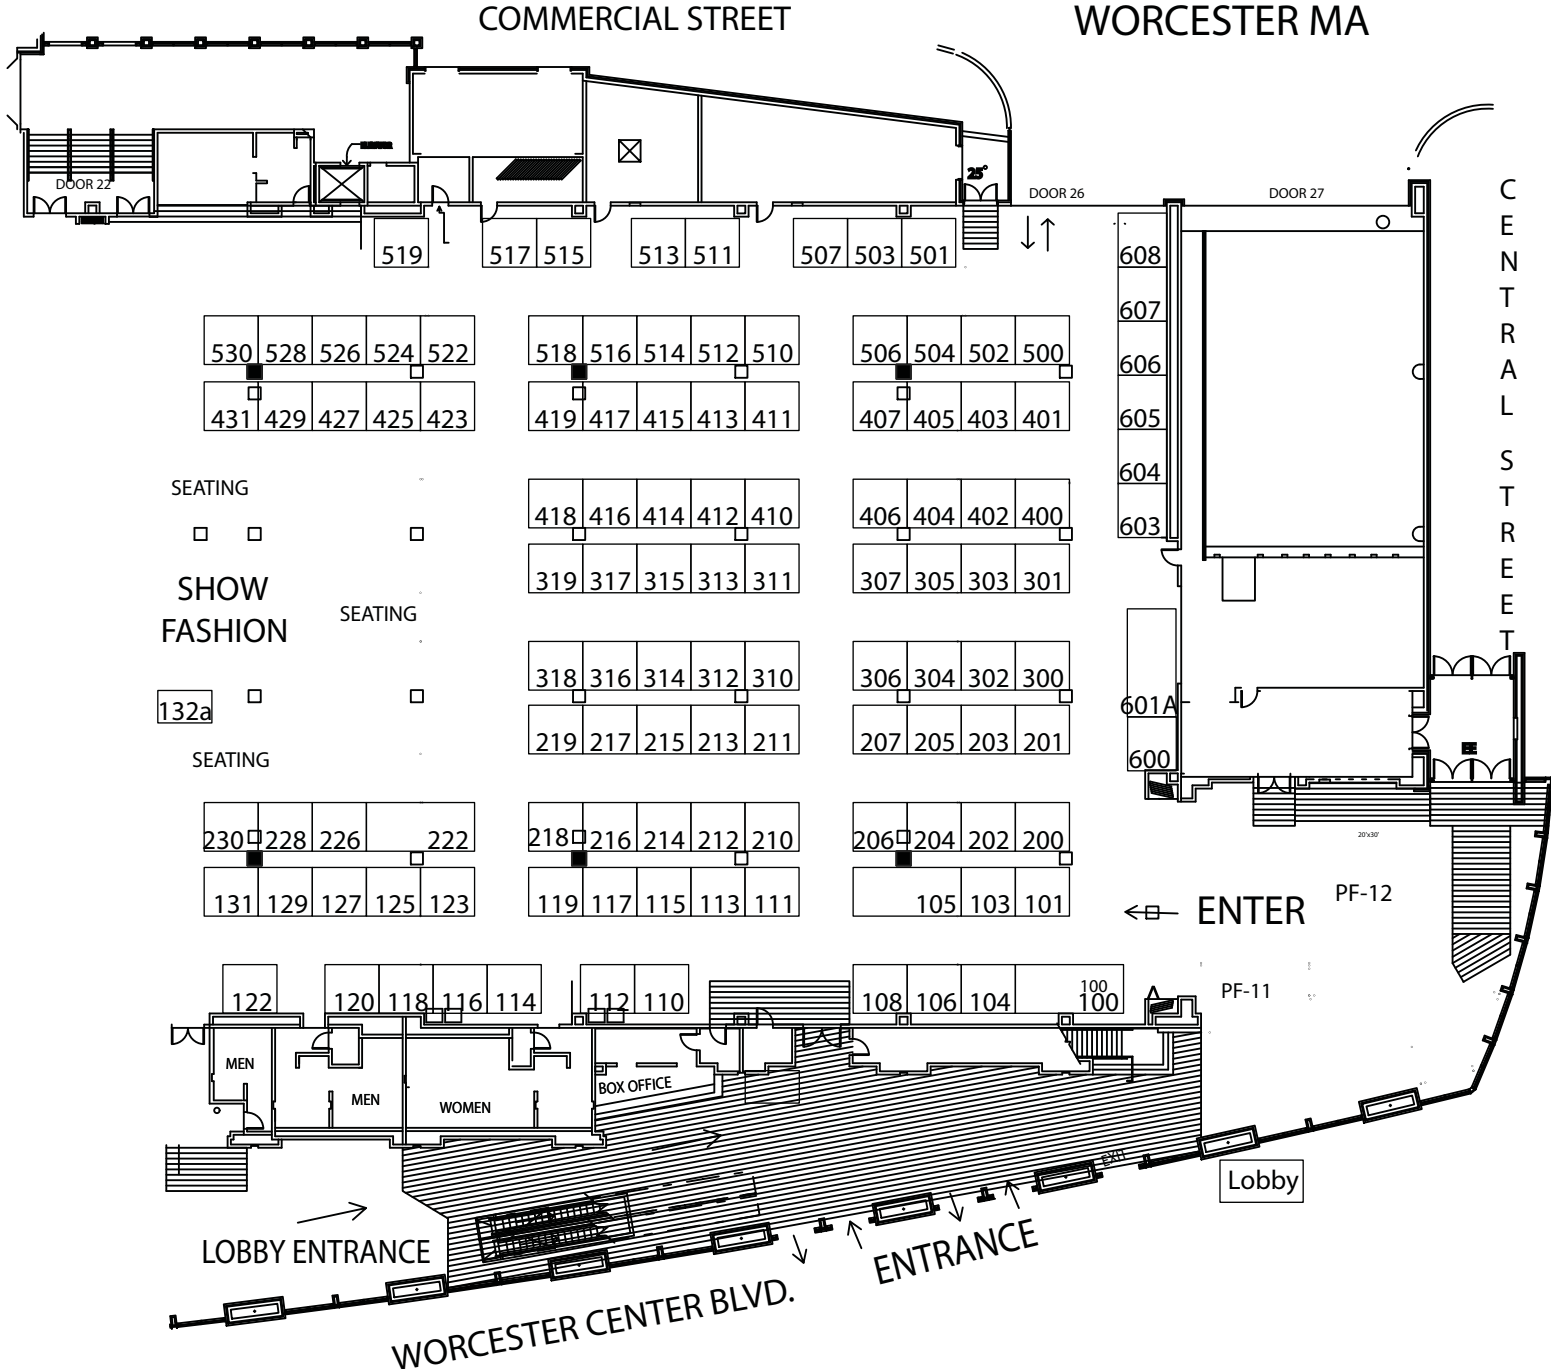 COMMERCIAL STREET
WORCESTER MA
DOOR 22
25°
DOOR 26
DOOR 27
CENTRAL STREET
519
517 515
513 511
507 503 501
608
607
606
605
604
603
530 528 526 524 522
518 516 514 512 510
506 504 502 500
431 429 427 425 423
419 417 415 413 411
407 405 403 401
SEATING
418 416 414 412 410
406 404 402 400
319 317 315 313 311
307 305 303 301
SHOW
FASHION
SEATING
318 316 314 312 310
306 304 302 300
132a
601A
219 217 215 213 211
207 205 203 201
600
SEATING
230 228 226 222
218 216 214 212 210
206 204 202 200
20'x30'
131 129 127 125 123
119 117 115 113 111
105 103 101
ENTER
PF-12
122
120 118 116 114
112 110
108 106 104
100
100
PF-11
MEN
MEN
WOMEN
BOX OFFICE
EXIT
Lobby
LOBBY ENTRANCE
ENTRANCE
WORCESTER CENTER BLVD.